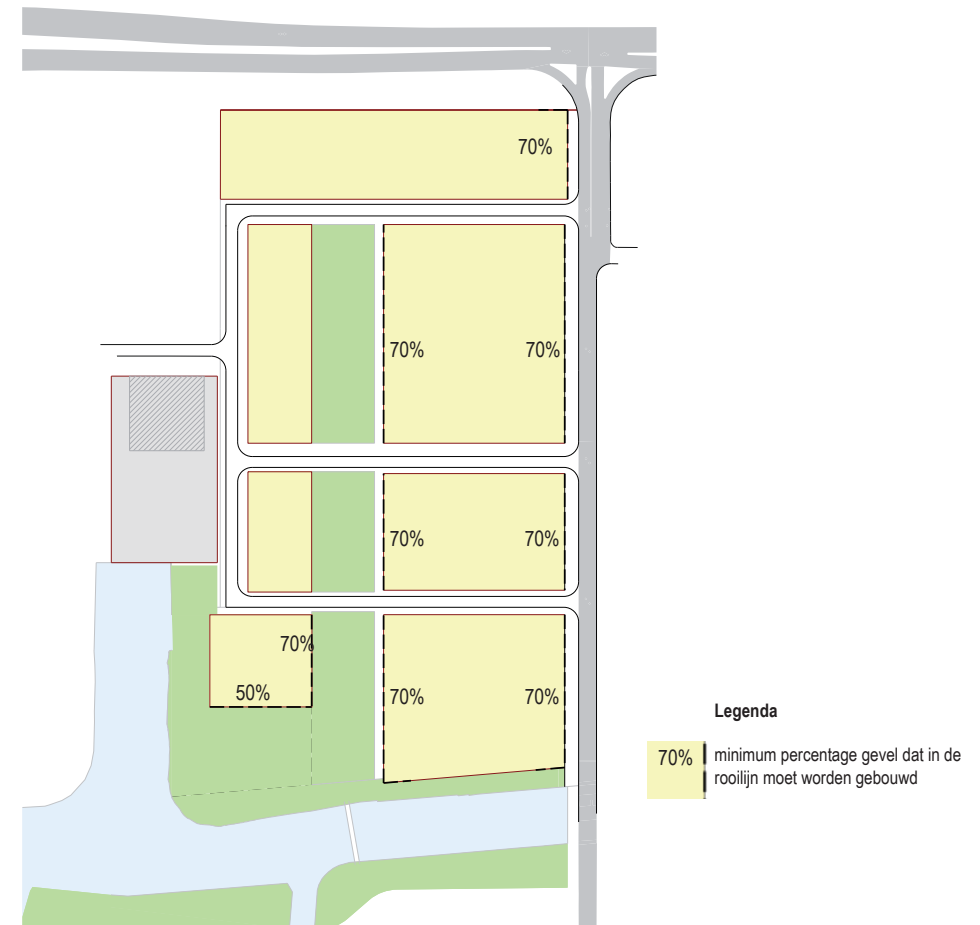 70%
70% 70%
70% 70%
70%
50%
70% 70%
Legenda
70% minimum percentage gevel dat in de
rooilijn moet worden gebouwd